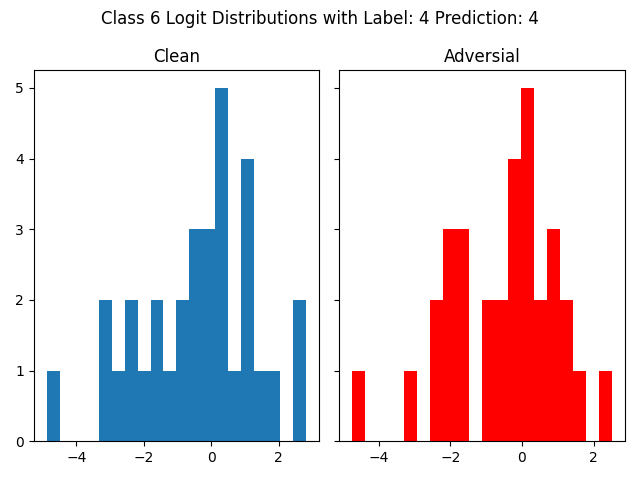 Class 6 Logit Distributions with Label: 4 Prediction: 4
Clean
Adversial
5
4
3
2
1
0
−4 −2 0 2
−4 −2 0 2